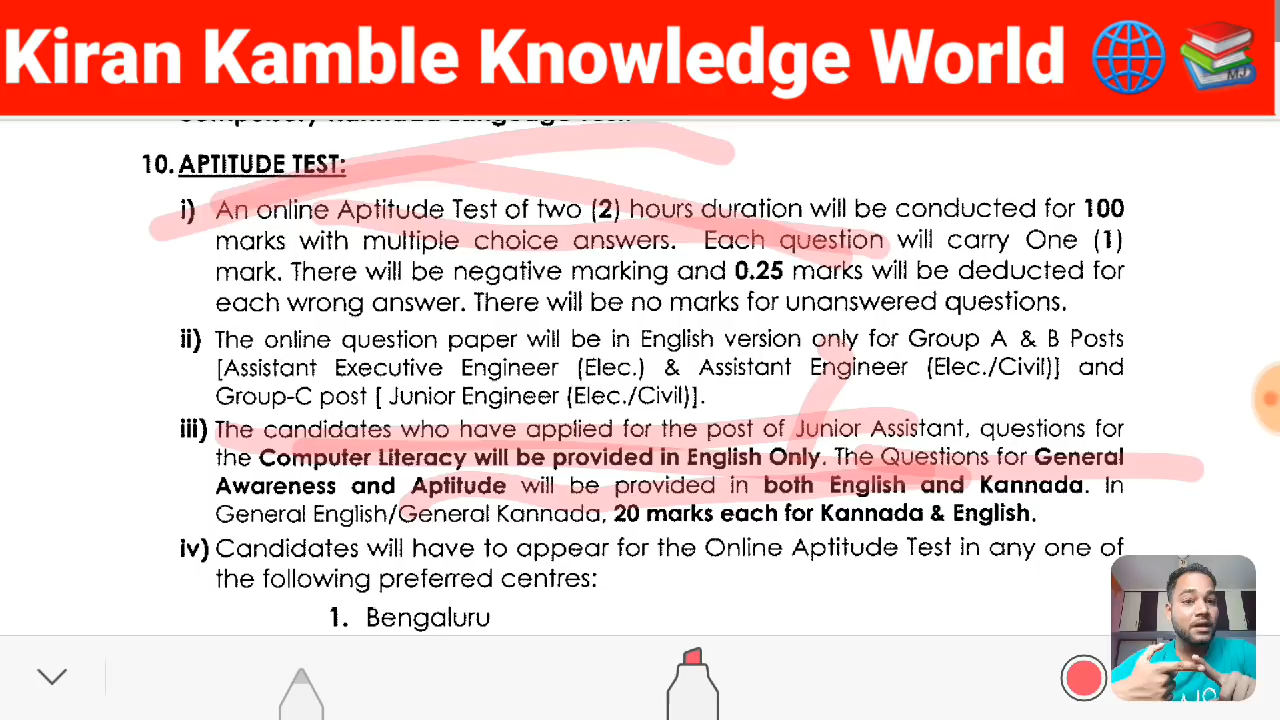 Kiran Kamble Knowledge World
MJ
Compulsory Kannada Language Test.
10. APTITUDE TEST:
i) An online Aptitude Test of two (2) hours duration will be conducted for 100
marks with multiple choice answers. Each question will carry One (1)
mark. There will be negative marking and 0.25 marks will be deducted for
each wrong answer. There will be no marks for unanswered questions.
ii) The online question paper will be in English version only for Group A & B Posts
[Assistant Executive Engineer (Elec.) & Assistant Engineer (Elec./Civil)] and
Group-C post [ Junior Engineer (Elec./Civil)].
iii) The candidates who have applied for the post of Junior Assistant, questions for
the Computer Literacy will be provided in English Only. The Questions for General
Awareness and Aptitude will be provided in both English and Kannada. In
General English/General Kannada, 20 marks each for Kannada & English.
iv) Candidates will have to appear for the Online Aptitude Test in any one of
the following preferred centres:
1. Bengaluru